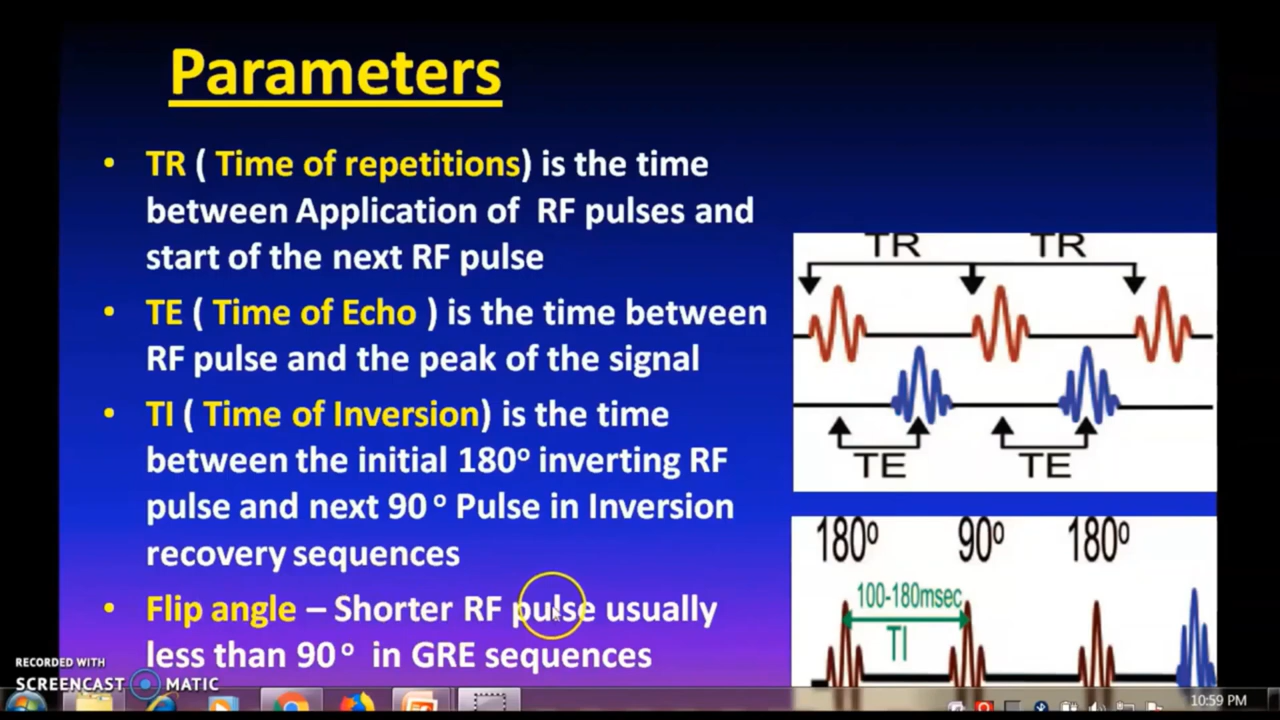 Parameters
• TR ( Time of repetitions) is the time
between Application of RF pulses and
start of the next RF pulse
• TE ( Time of Echo ) is the time between
RF pulse and the peak of the signal
• TI ( Time of Inversion) is the time
between the initial 180º inverting RF
pulse and next 90 º Pulse in Inversion
recovery sequences
• Flip angle – Shorter RF pulse usually
less than 90 º in GRE sequences
TR TR
TE TE
180º 90º 180º
100-180msec
TI
RECORDED WITH
SCREENCAST MATIC
10:59 PM